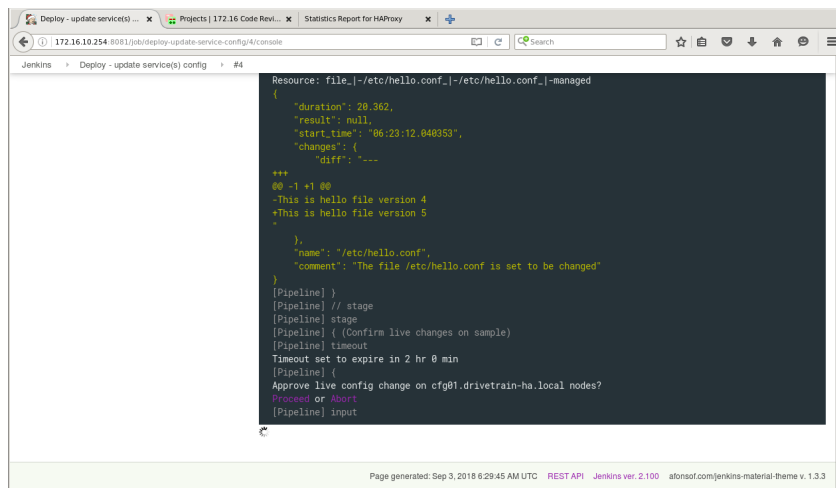 Deploy - update service(s) ...
Projects | 172.16 Code Revi...
Statistics Report for HAProxy
172.16.10.254:8081/job/deploy-update-service-config/4/console
Search
Jenkins
Deploy - update service(s) config
#4
Resource: file_|-/etc/hello.conf_|-/etc/hello.conf_|-managed
{
"duration": 20.362,
"result": null,
"start_time": "06:23:12.040353",
"changes": {
"diff": "---
+++
@@ -1 +1 @@
-This is hello file version 4
+This is hello file version 5
"
},
"name": "/etc/hello.conf",
"comment": "The file /etc/hello.conf is set to be changed"
}
[Pipeline] }
[Pipeline] // stage
[Pipeline] stage
[Pipeline] { (Confirm live changes on sample)
[Pipeline] timeout
Timeout set to expire in 2 hr 0 min
[Pipeline] {
Approve live config change on cfg01.drivetrain-ha.local nodes?
Proceed or Abort
[Pipeline] input
Page generated: Sep 3, 2018 6:29:45 AM UTC REST API Jenkins ver. 2.100 afonsof.com/jenkins-material-theme v. 1.3.3